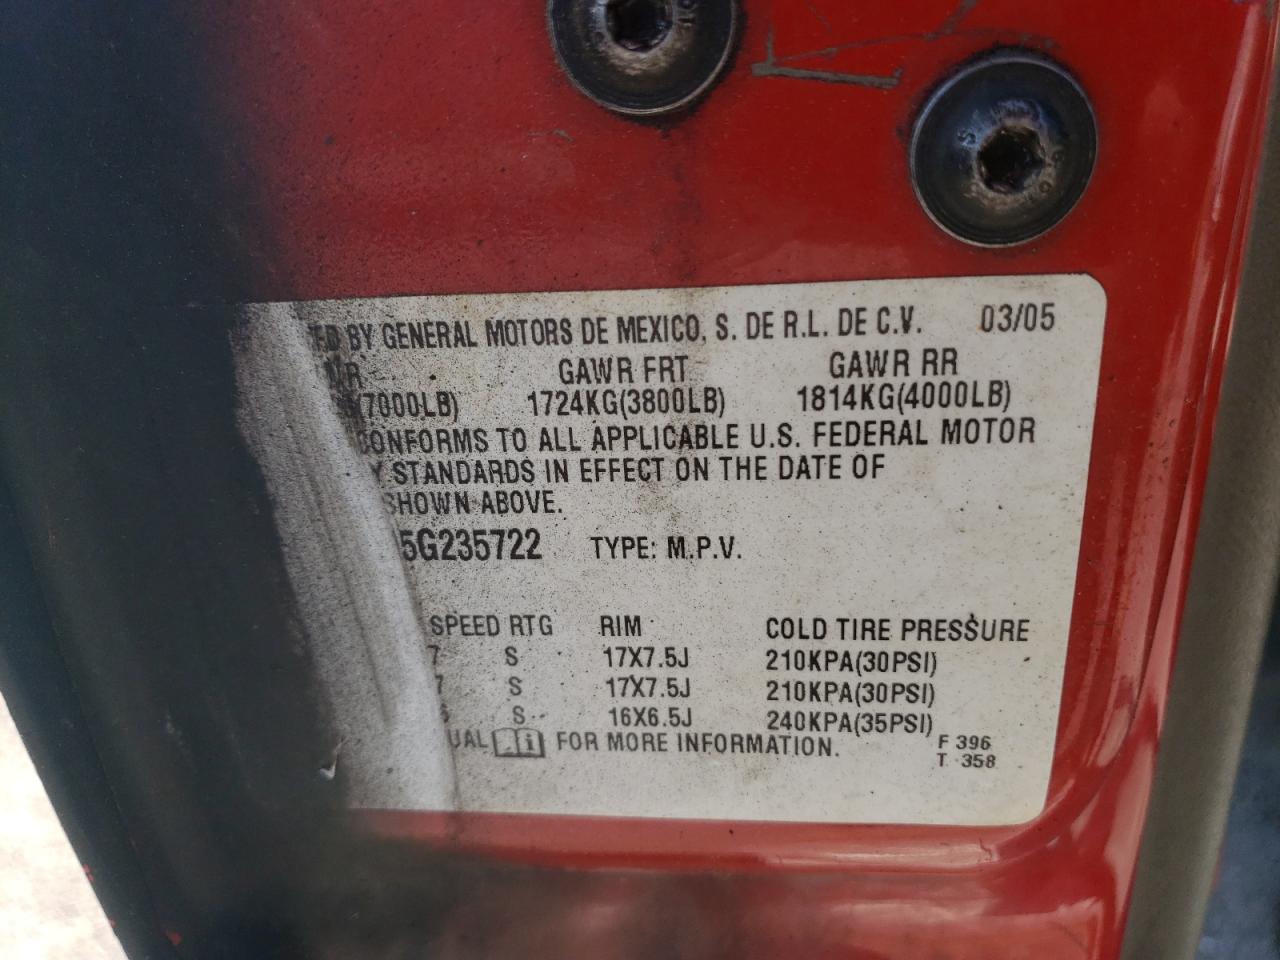 BY GENERAL MOTORS DE MEXICO, S. DE R.L. DE C.V. 03/05
GAWR FRT GAWR RR
(7000LB) 1724KG(3800LB) 1814KG(4000LB)
CONFORMS TO ALL APPLICABLE U.S. FEDERAL MOTOR
Y STANDARDS IN EFFECT ON THE DATE OF
SHOWN ABOVE.
5G235722 TYPE: M.P.V.
SPEED RTG RIM COLD TIRE PRESSURE
7 S 17X7.5J 210KPA(30PSI)
7 S 17X7.5J 210KPA(30PSI)
S 16X6.5J 240KPA(35PSI)
UAL FOR MORE INFORMATION. F 396
T 358